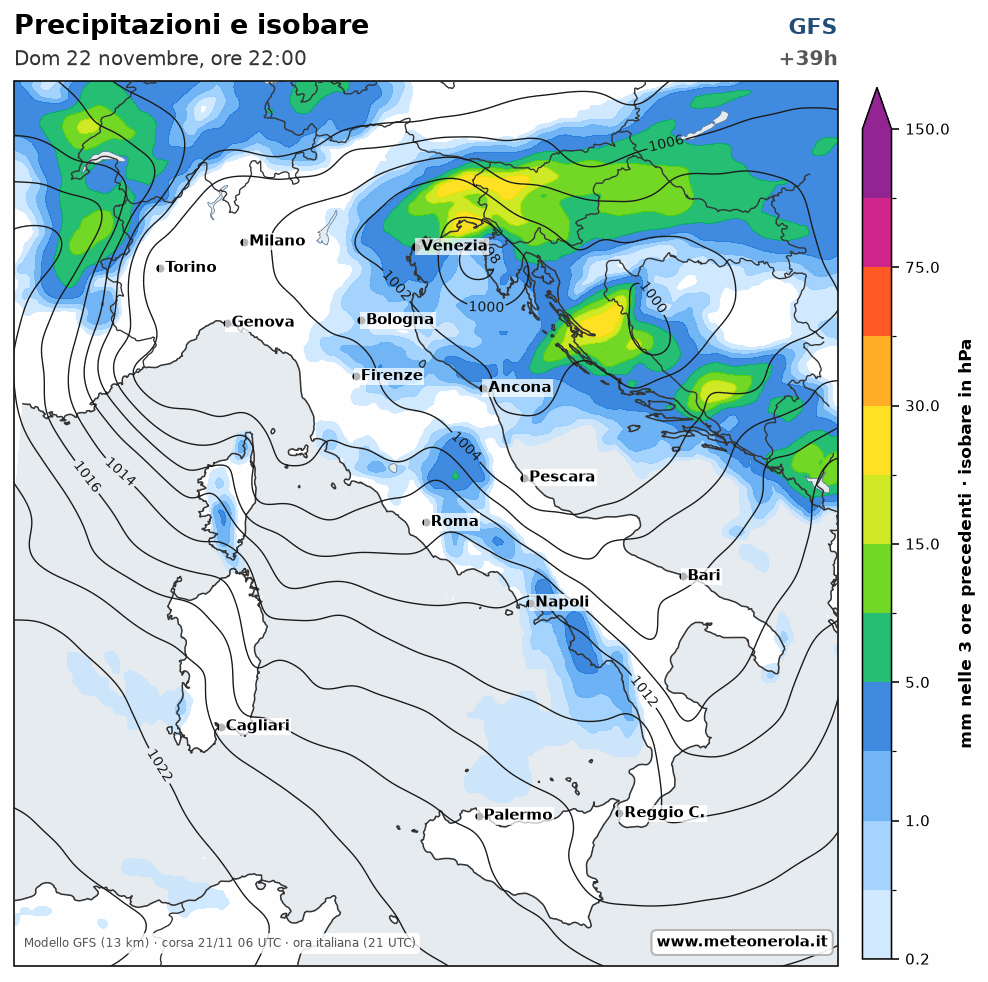 Precipitazioni e isobare
GFS
Dom 22 novembre, ore 22:00
+39h
150.0
1006
Milano
Venezia
Torino
75.0
1002
1000
1000
Genova
Bologna
Firenze
Ancona
30.0
1004
1016
1014
Pescara
Roma
15.0
Bari
Napoli
5.0
1012
Cagliari
1022
Palermo
Reggio C.
1.0
0.2
mm nelle 3 ore precedenti · isobare in hPa
Modello GFS (13 km) · corsa 21/11 06 UTC · ora italiana (21 UTC)
www.meteonerola.it